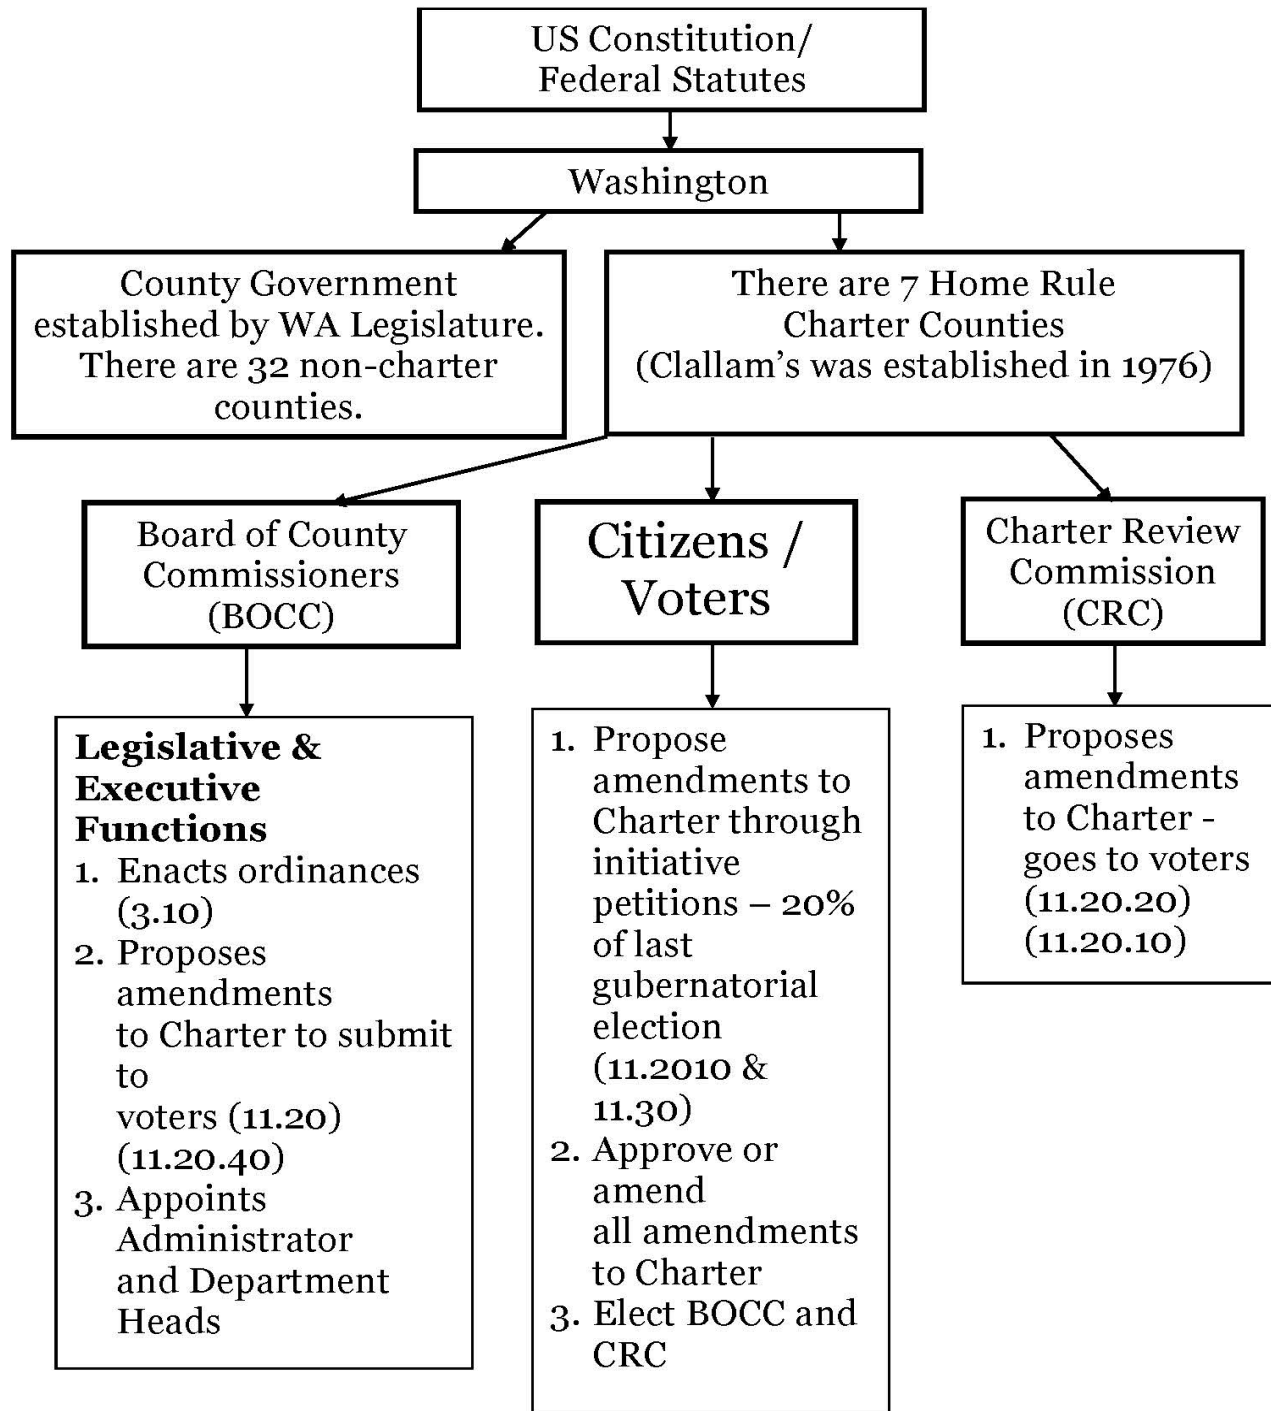 US Constitution/
Federal Statutes
Washington
County Government
established by WA Legislature.
There are 32 non-charter
counties.
There are 7 Home Rule
Charter Counties
(Clallam’s was established in 1976)
Board of County
Commissioners
(BOCC)
Citizens /
Voters
Charter Review
Commission
(CRC)
Legislative &
Executive
Functions
1. Enacts ordinances
(3.10)
2. Proposes
amendments
to Charter to submit
to
voters (11.20)
(11.20.40)
3. Appoints
Administrator
and Department
Heads
1. Propose
amendments to
Charter through
initiative
petitions – 20%
of last
gubernatorial
election
(11.2010 &
11.30)
2. Approve or
amend
all amendments
to Charter
3. Elect BOCC and
CRC
1. Proposes
amendments
to Charter -
goes to voters
(11.20.20)
(11.20.10)